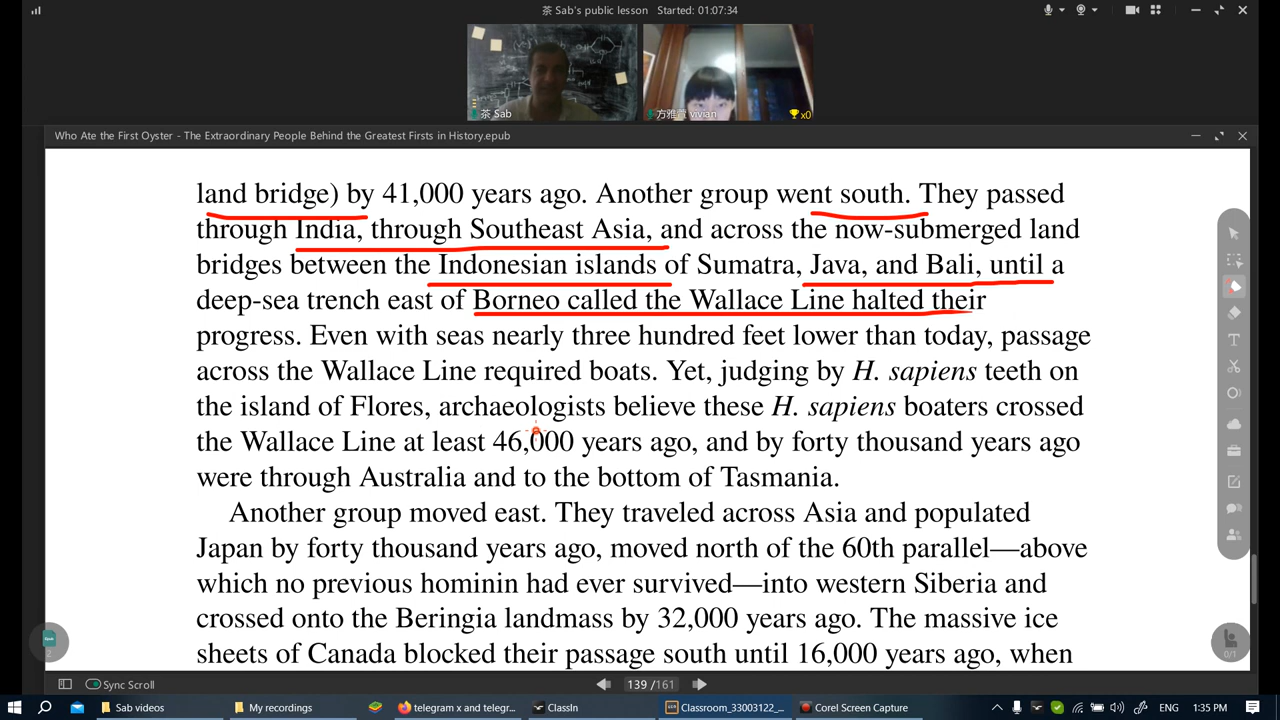 茶 Sab's public lesson Started: 01:07:34
茶 Sab
方雅萱 vivian
x0
Who Ate the First Oyster - The Extraordinary People Behind the Greatest Firsts in History.epub
land bridge) by 41,000 years ago. Another group went south. They passed
through India, through Southeast Asia, and across the now-submerged land
bridges between the Indonesian islands of Sumatra, Java, and Bali, until a
deep-sea trench east of Borneo called the Wallace Line halted their
progress. Even with seas nearly three hundred feet lower than today, passage
across the Wallace Line required boats. Yet, judging by H. sapiens teeth on
the island of Flores, archaeologists believe these H. sapiens boaters crossed
the Wallace Line at least 46,000 years ago, and by forty thousand years ago
were through Australia and to the bottom of Tasmania.
Another group moved east. They traveled across Asia and populated
Japan by forty thousand years ago, moved north of the 60th parallel—above
which no previous hominin had ever survived—into western Siberia and
crossed onto the Beringia landmass by 32,000 years ago. The massive ice
sheets of Canada blocked their passage south until 16,000 years ago, when
2
0/1
Sync Scroll
139 /161
Sab videos
My recordings
telegram x and telegr...
ClassIn
Classroom_33003122_...
Corel Screen Capture
1:35 PM